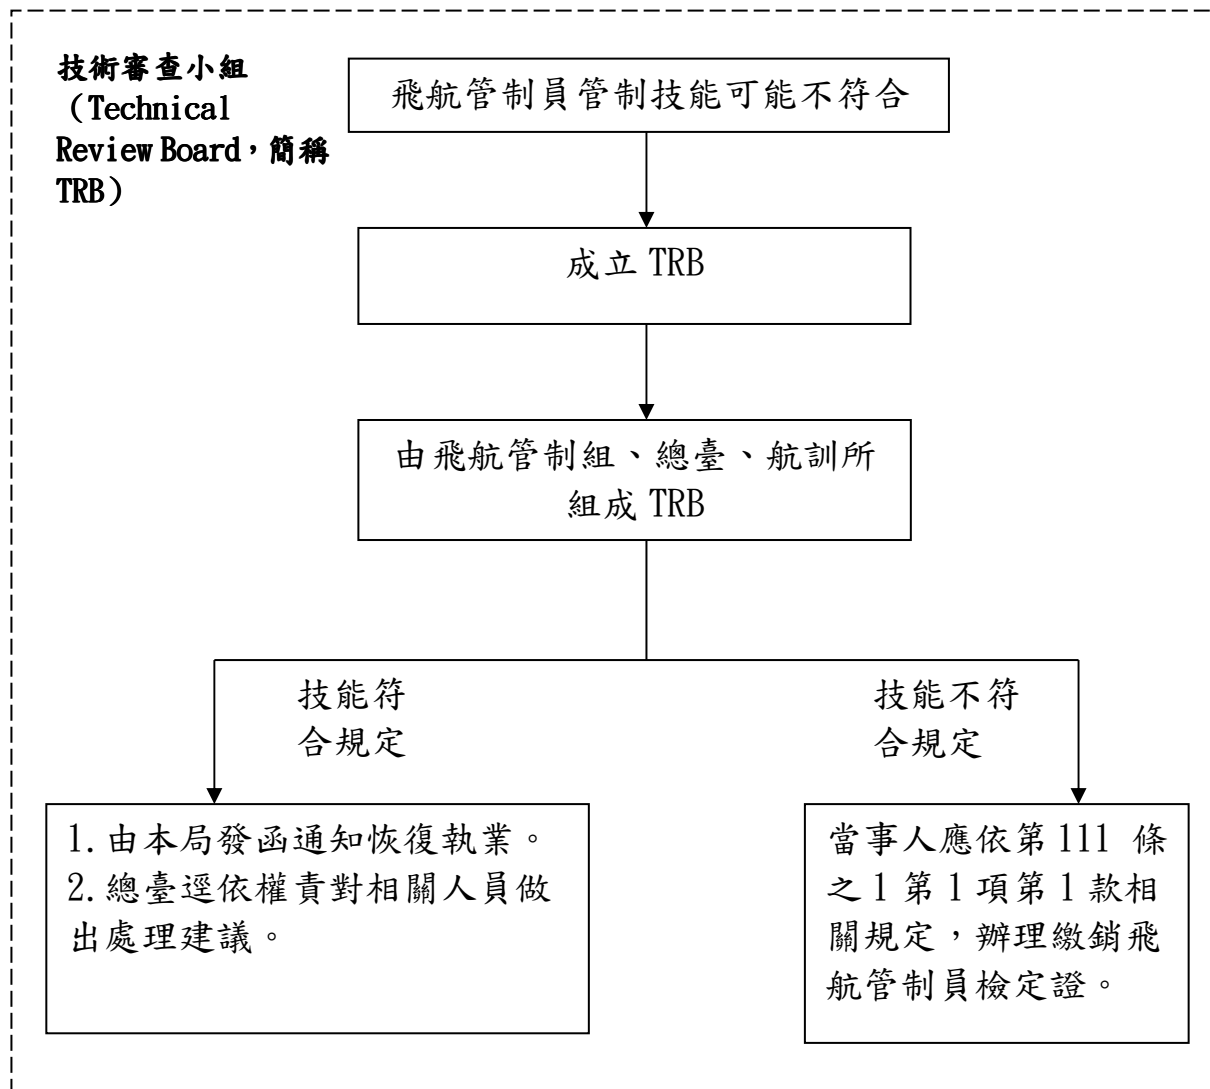 技術審查小組
（Technical
Review Board，簡稱
TRB）
飛航管制員管制技能可能不符合
成立 TRB
由飛航管制組、總臺、航訓所
組成 TRB
技能符
合規定
技能不符
合規定
1.由本局發函通知恢復執業。
2.總臺逕依權責對相關人員做
出處理建議。
當事人應依第 111 條
之 1 第 1 項第 1 款相
關規定，辦理繳銷飛
航管制員檢定證。